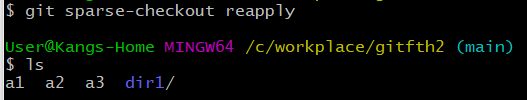 $ git sparse-checkout reapply
User@Kangs-Home MINGW64 /c/workplace/gitfth2 (main)
$ ls
a1  a2  a3  dir1/